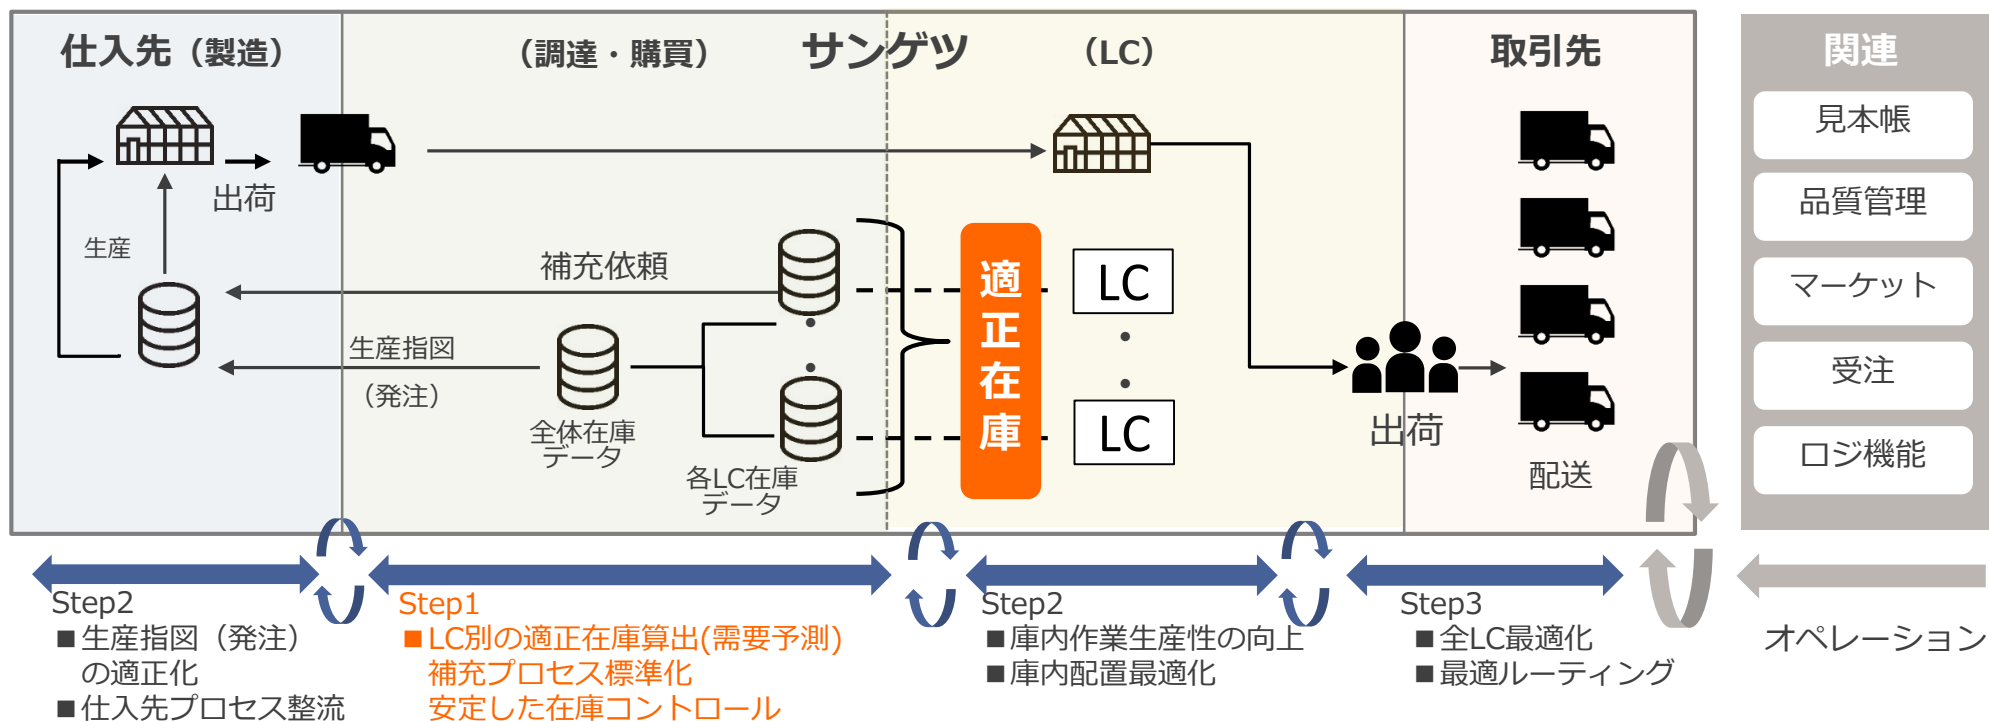 仕入先（製造）
（調達・購買）
サンゲツ
（LC）
取引先
関連
出荷
生産
補充依頼
生産指図
（発注）
全体在庫
データ
各LC在庫
データ
適正在庫
LC
LC
出荷
配送
見本帳
品質管理
マーケット
受注
ロジ機能
Step2
■生産指図（発注）
の適正化
■仕入先プロセス整流
Step1
■LC別の適正在庫算出(需要予測)
補充プロセス標準化
安定した在庫コントロール
Step2
■庫内作業生産性の向上
■庫内配置最適化
Step3
■全LC最適化
■最適ルーティング
オペレーション